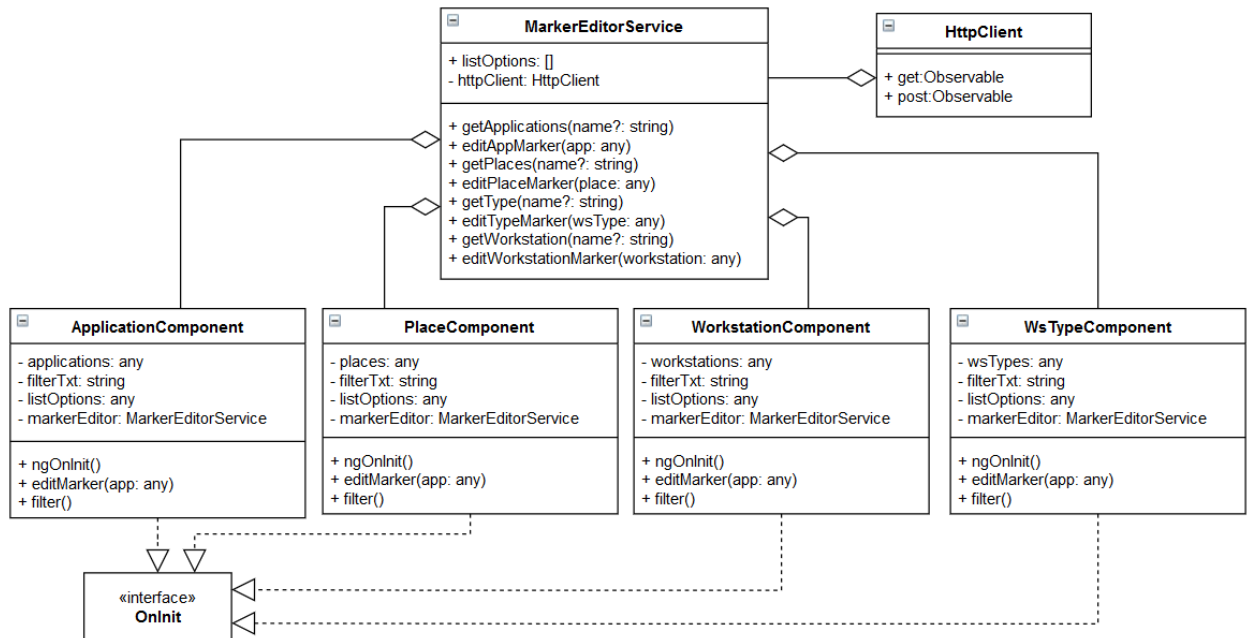 MarkerEditorService
+ listOptions: []
- httpClient: HttpClient
+ getApplications(name?: string)
+ editAppMarker(app: any)
+ getPlaces(name?: string)
+ editPlaceMarker(place: any)
+ getType(name?: string)
+ editTypeMarker(wsType: any)
+ getWorkstation(name?: string)
+ editWorkstationMarker(workstation: any)
HttpClient
+ get:Observable
+ post:Observable
ApplicationComponent
- applications: any
- filterTxt: string
- listOptions: any
- markerEditor: MarkerEditorService
+ ngOnInit()
+ editMarker(app: any)
+ filter()
PlaceComponent
- places: any
- filterTxt: string
- listOptions: any
- markerEditor: MarkerEditorService
+ ngOnInit()
+ editMarker(app: any)
+ filter()
WorkstationComponent
- workstations: any
- filterTxt: string
- listOptions: any
- markerEditor: MarkerEditorService
+ ngOnInit()
+ editMarker(app: any)
+ filter()
WsTypeComponent
- wsTypes: any
- filterTxt: string
- listOptions: any
- markerEditor: MarkerEditorService
+ ngOnInit()
+ editMarker(app: any)
+ filter()
«interface»
OnInit